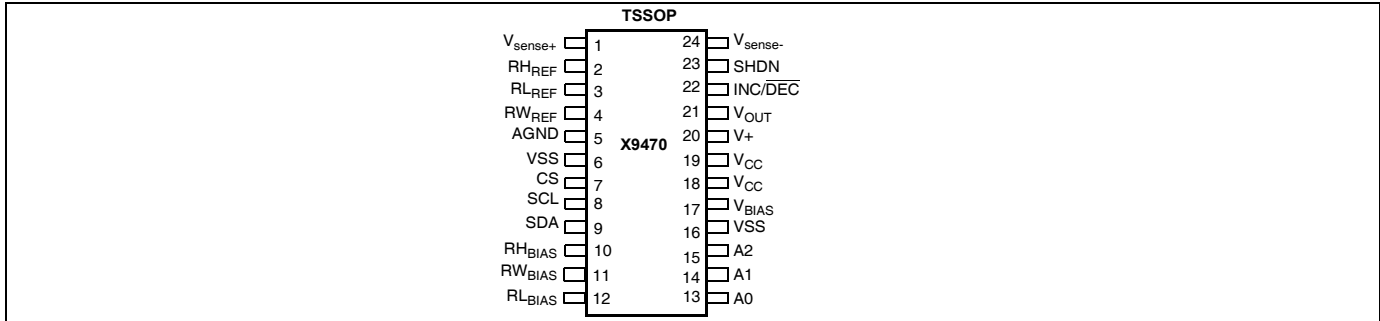 TSSOP
Vsense+ 1 24 Vsense-
RHREF 2 23 SHDN
RLREF 3 22 INC/DEC
RWREF 4 21 VOUT
AGND 5 X9470 20 V+
VSS 6 19 VCC
CS 7 18 VCC
SCL 8 17 VBIAS
SDA 9 16 VSS
RHBIAS 10 15 A2
RWBIAS 11 14 A1
RLBIAS 12 13 A0